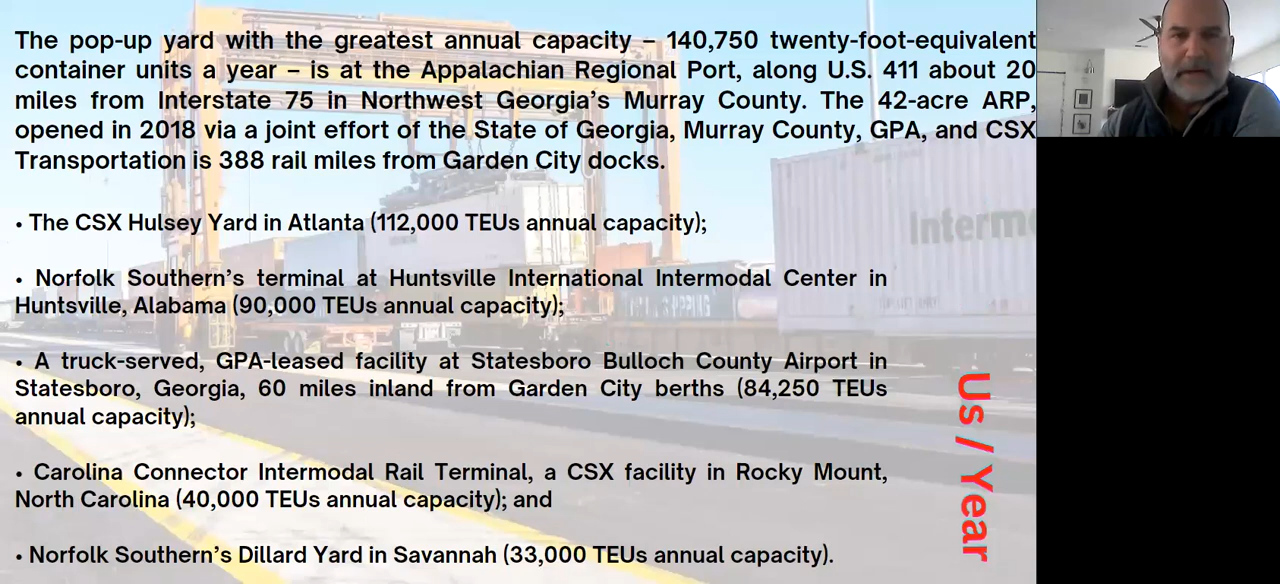 The pop-up yard with the greatest annual capacity – 140,750 twenty-foot-equivalent
container units a year – is at the Appalachian Regional Port, along U.S. 411 about 20
miles from Interstate 75 in Northwest Georgia’s Murray County. The 42-acre ARP,
opened in 2018 via a joint effort of the State of Georgia, Murray County, GPA, and CSX
Transportation is 388 rail miles from Garden City docks.
• The CSX Hulsey Yard in Atlanta (112,000 TEUs annual capacity);
• Norfolk Southern’s terminal at Huntsville International Intermodal Center in
Huntsville, Alabama (90,000 TEUs annual capacity);
• A truck-served, GPA-leased facility at Statesboro Bulloch County Airport in
Statesboro, Georgia, 60 miles inland from Garden City berths (84,250 TEUs
annual capacity);
• Carolina Connector Intermodal Rail Terminal, a CSX facility in Rocky Mount,
North Carolina (40,000 TEUs annual capacity); and
• Norfolk Southern’s Dillard Yard in Savannah (33,000 TEUs annual capacity).
Us / Year
Interm